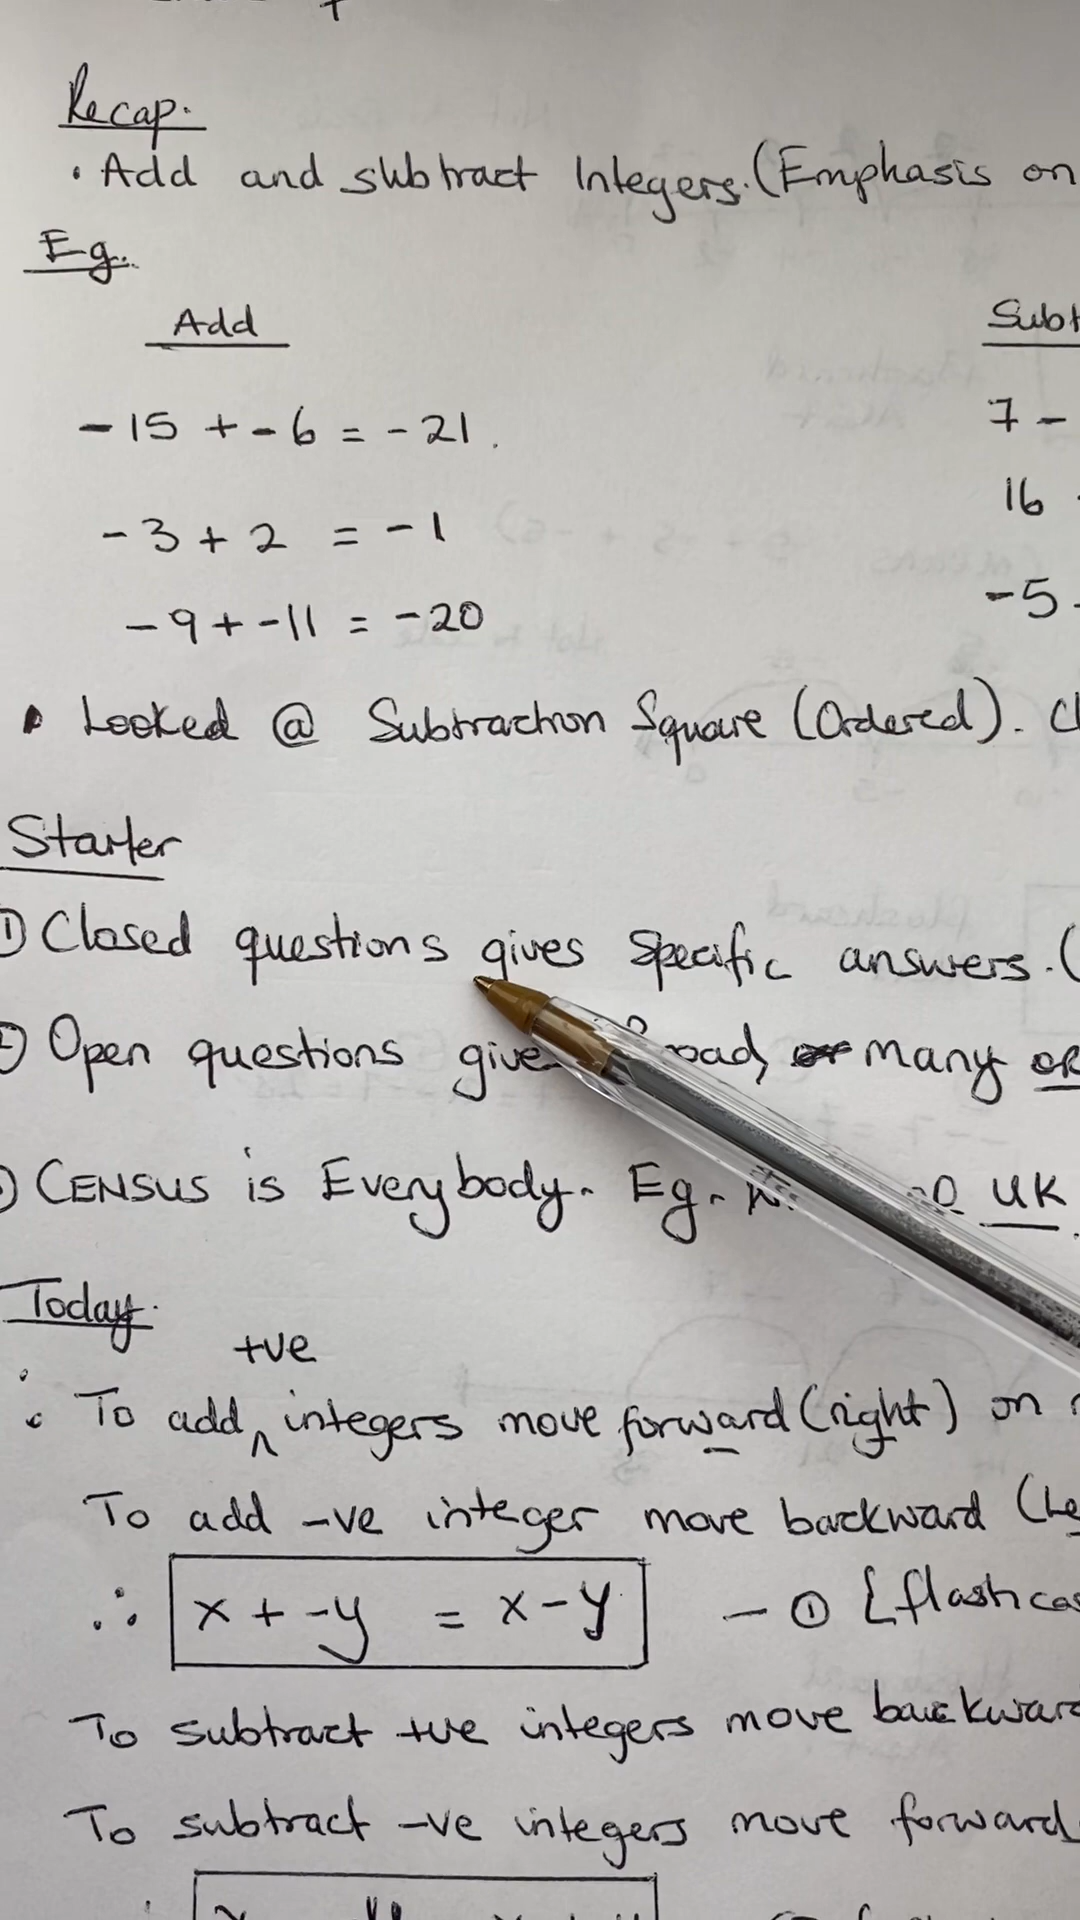 Recap.
• Add and subtract Integers. (Emphasis on
Eg.
Add Subt
-15 + -6 = -21. 7 -
-3 + 2 = -1 16
-9 + -11 = -20 -5
• Looked @ Subtraction Square (Ordered).
Starter
① Closed questions gives Specific answers. (
② Open questions give many or
CENSUS is Everybody. Eg. UK.
Today.
+ve
To add ^ integers move forward (right) on
To add -ve integer move backward (Le
∴ x + -y = x - y — ① {flashca
To subtract +ve integers move backward
To subtract -ve integers move forward